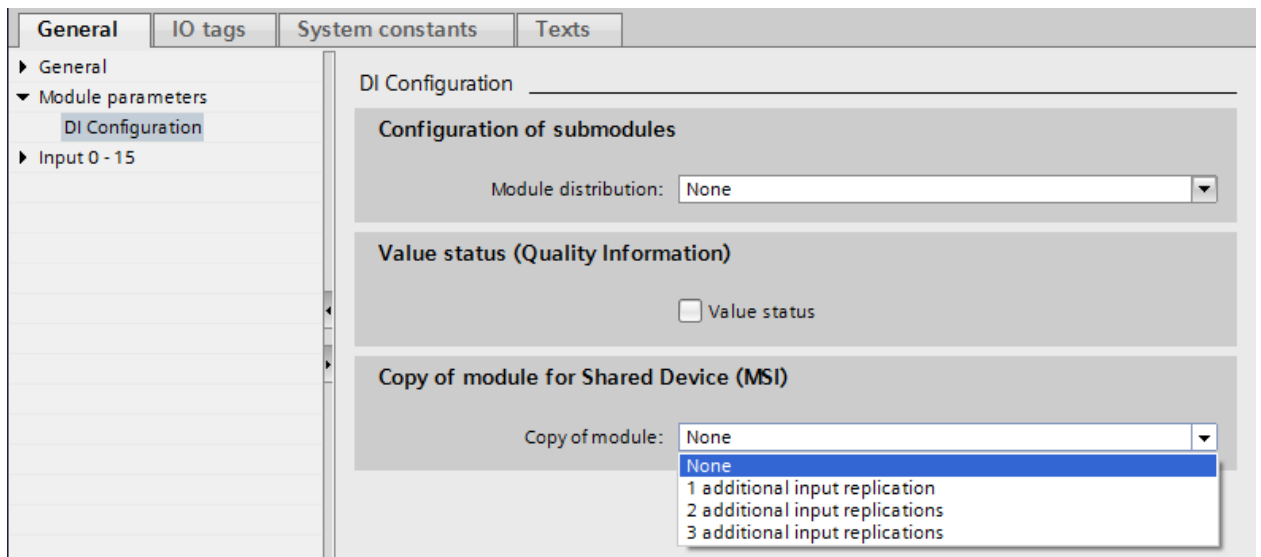 General
IO tags
System constants
Texts
General
Module parameters
DI Configuration
Input 0 - 15
DI Configuration
Configuration of submodules
Module distribution: None
Value status (Quality Information)
Value status
Copy of module for Shared Device (MSI)
Copy of module: None
None
1 additional input replication
2 additional input replications
3 additional input replications